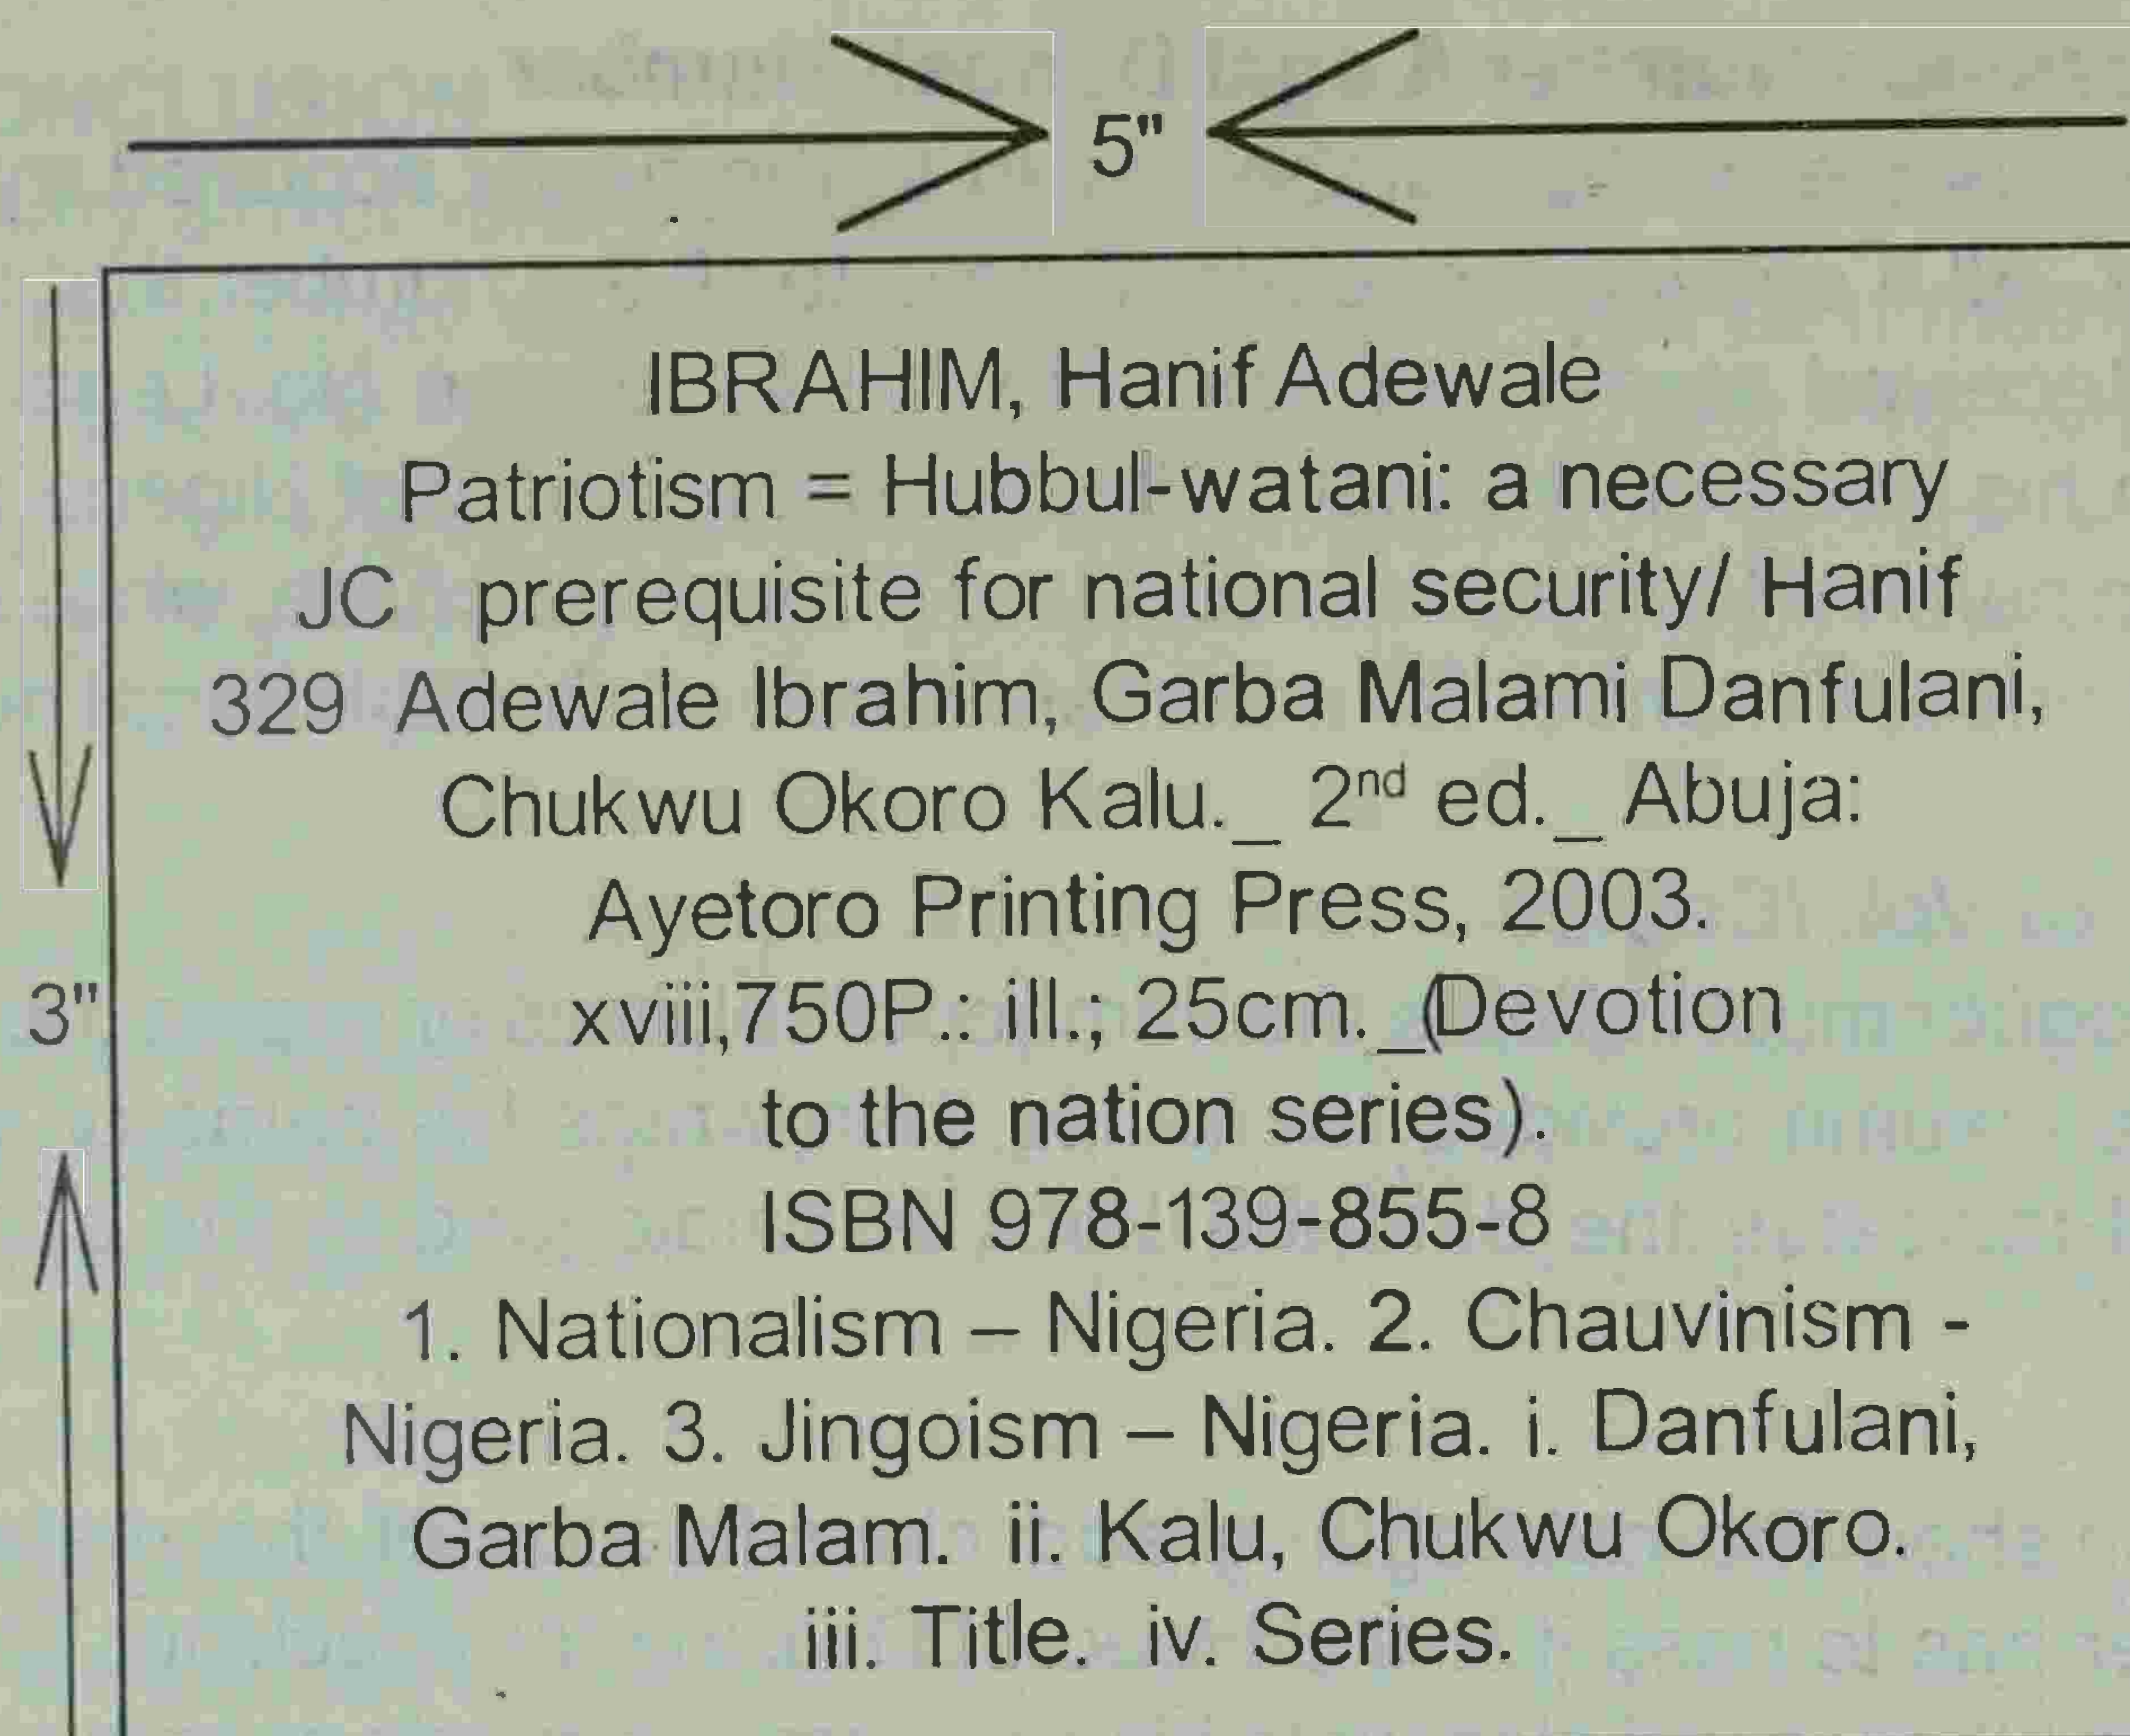 5"
IBRAHIM, Hanif Adewale
Patriotism = Hubbul-watani: a necessary
JC prerequisite for national security/ Hanif
329 Adewale Ibrahim, Garba Malami Danfulani,
Chukwu Okoro Kalu._ 2nd ed._ Abuja:
Ayetoro Printing Press, 2003.
3" xviii,750P.: ill.; 25cm._(Devotion
to the nation series).
ISBN 978-139-855-8
1. Nationalism – Nigeria. 2. Chauvinism -
Nigeria. 3. Jingoism – Nigeria. i. Danfulani,
Garba Malam. ii. Kalu, Chukwu Okoro.
iii. Title. iv. Series.